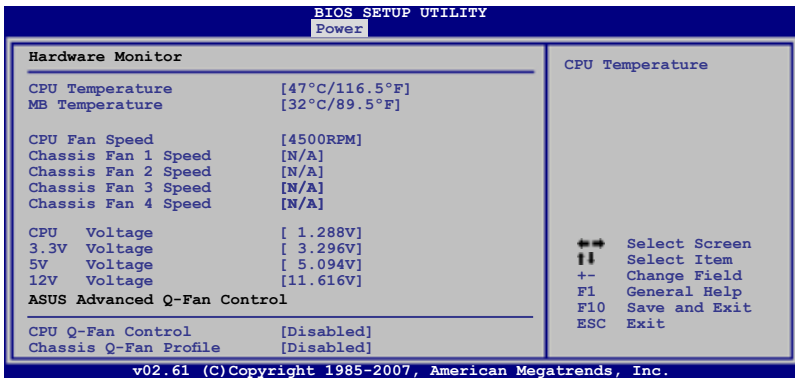 BIOS SETUP UTILITY
Power
Hardware Monitor
CPU Temperature [47°C/116.5°F]
MB Temperature [32°C/89.5°F]
CPU Fan Speed [4500RPM]
Chassis Fan 1 Speed [N/A]
Chassis Fan 2 Speed [N/A]
Chassis Fan 3 Speed [N/A]
Chassis Fan 4 Speed [N/A]
CPU Voltage [ 1.288V]
3.3V Voltage [ 3.296V]
5V Voltage [ 5.094V]
12V Voltage [11.616V]
ASUS Advanced Q-Fan Control
CPU Q-Fan Control [Disabled]
Chassis Q-Fan Profile [Disabled]
CPU Temperature
←→ Select Screen
↑↓ Select Item
+- Change Field
F1 General Help
F10 Save and Exit
ESC Exit
v02.61 (C)Copyright 1985-2007, American Megatrends, Inc.